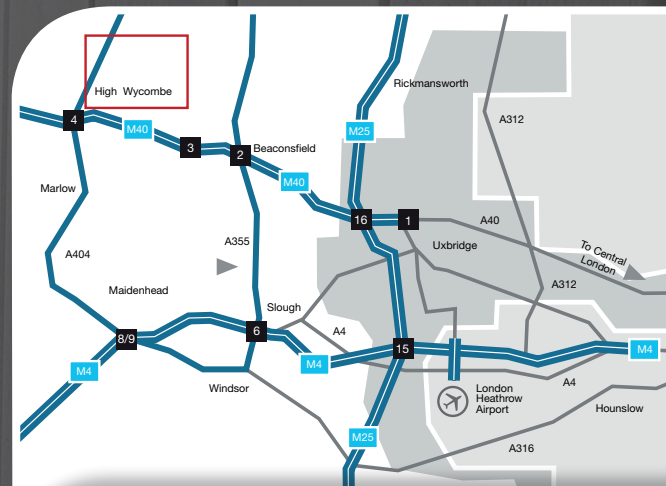 Rickmansworth
High Wycombe
4
M40
A312
M25
3
2
Beaconsfield
M40
Marlow
16
1
A40
A355
Uxbridge
To Central
London
A404
A312
Maidenhead
Slough
8/9
6
A4
15
M4
M4
M4
A4
Windsor
London
Heathrow
Airport
Hounslow
M25
A316